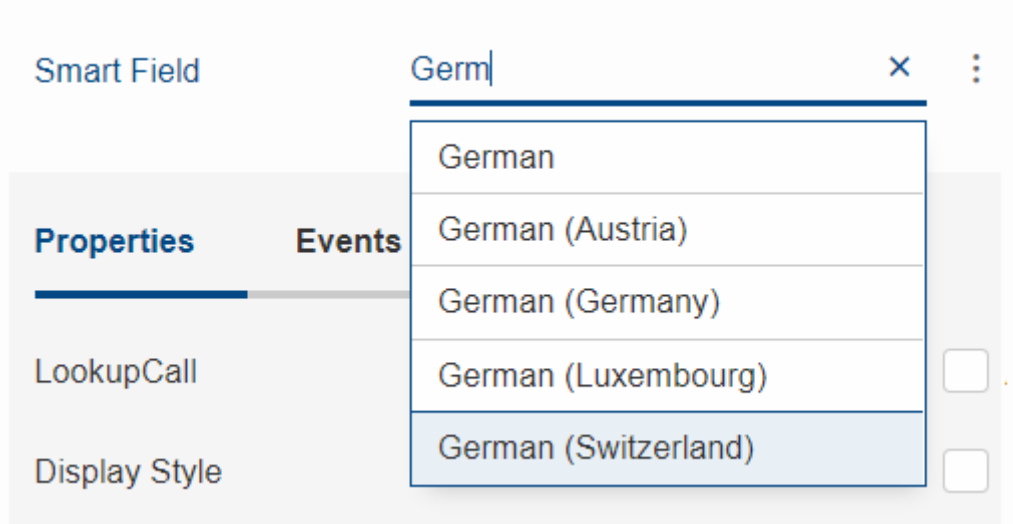 Smart Field Germ
German
German (Austria)
Properties Events
German (Germany)
LookupCall
German (Luxembourg)
German (Switzerland)
Display Style